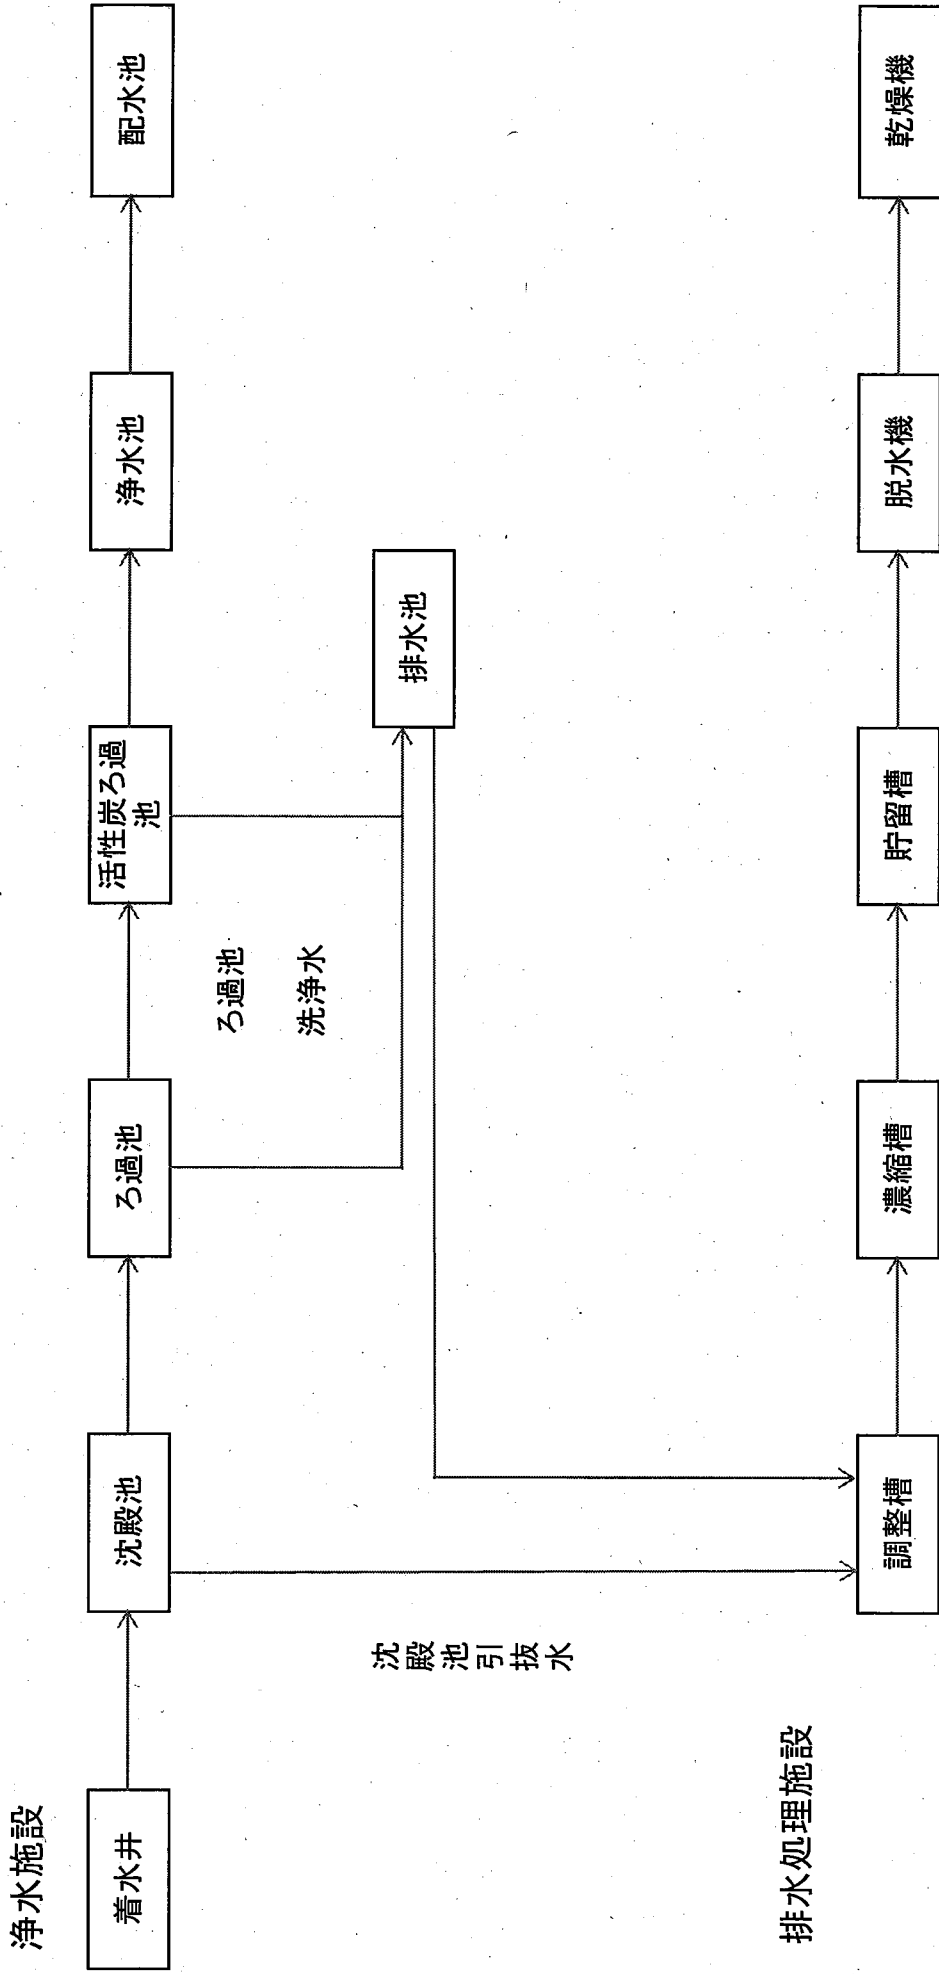 浄水施設
着水井
沈殿池
ろ過池
活性炭ろ過
池
浄水池
配水池
ろ過池
洗浄水
排水池
沈殿池引抜水
排水処理施設
調整槽
濃縮槽
貯留槽
脱水機
乾燥機